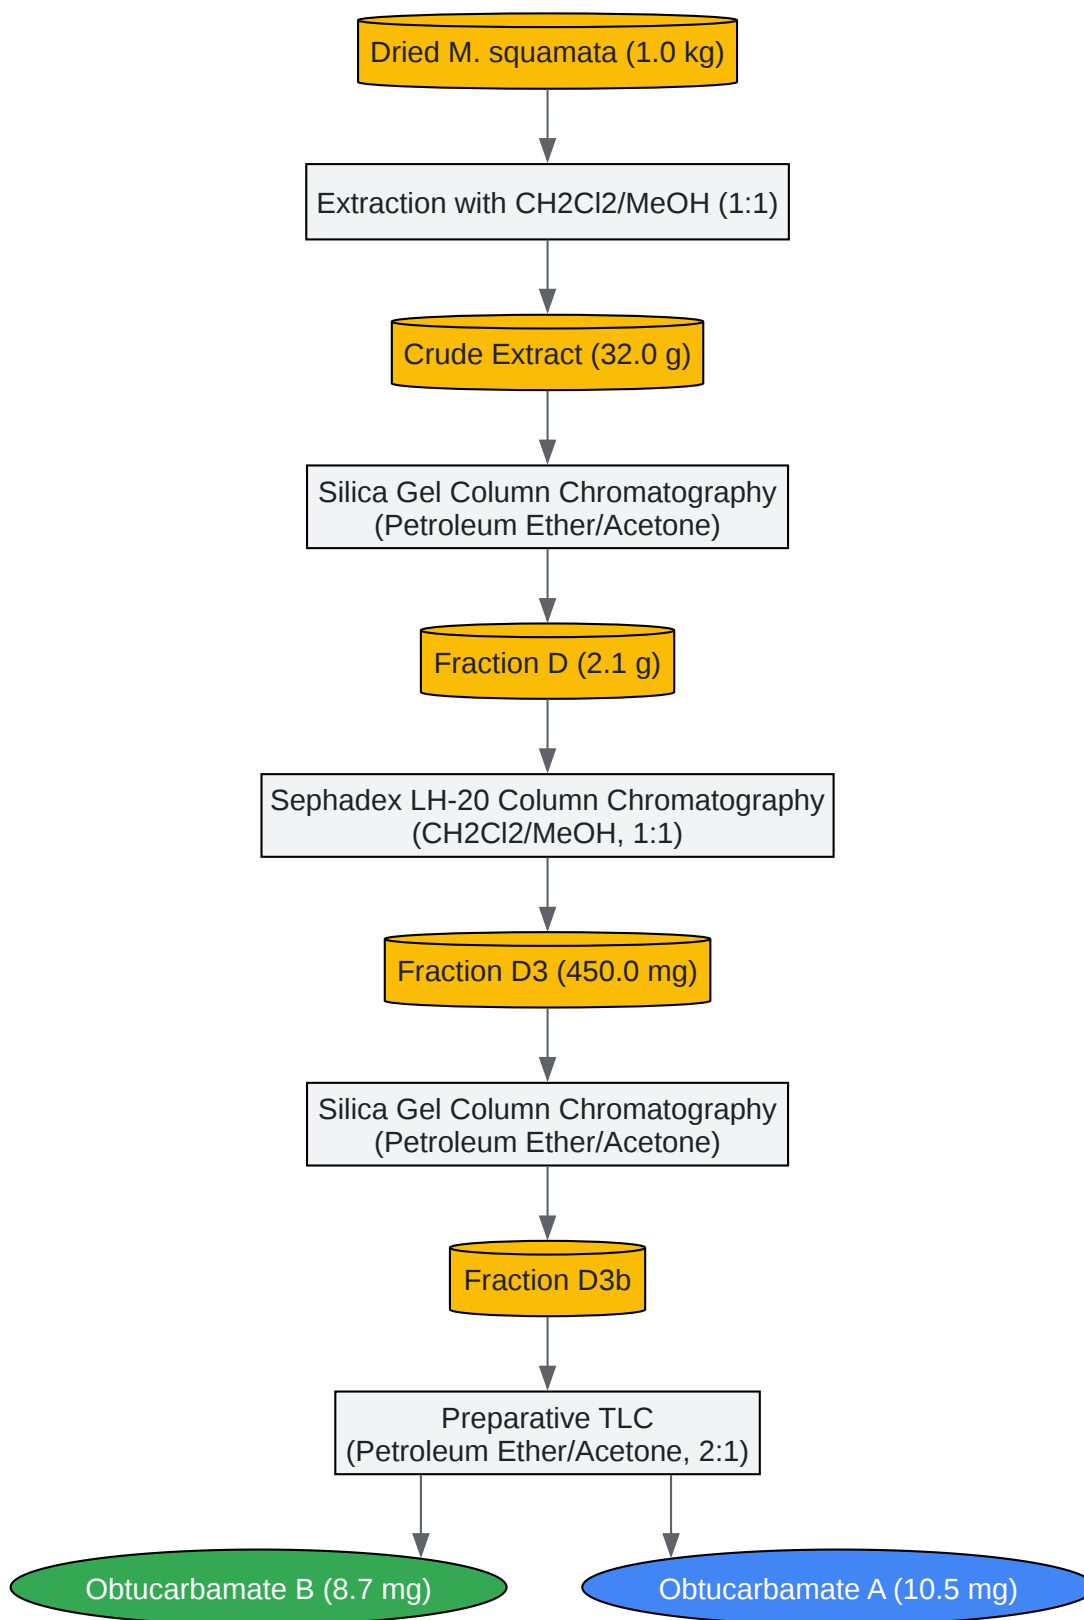 Dried M. squamata (1.0 kg)
Extraction with CH2Cl2/MeOH (1:1)
Crude Extract (32.0 g)
Silica Gel Column Chromatography
(Petroleum Ether/Acetone)
Fraction D (2.1 g)
Sephadex LH-20 Column Chromatography
(CH2Cl2/MeOH, 1:1)
Fraction D3 (450.0 mg)
Silica Gel Column Chromatography
(Petroleum Ether/Acetone)
Fraction D3b
Preparative TLC
(Petroleum Ether/Acetone, 2:1)
Obtucarbamate B (8.7 mg)
Obtucarbamate A (10.5 mg)